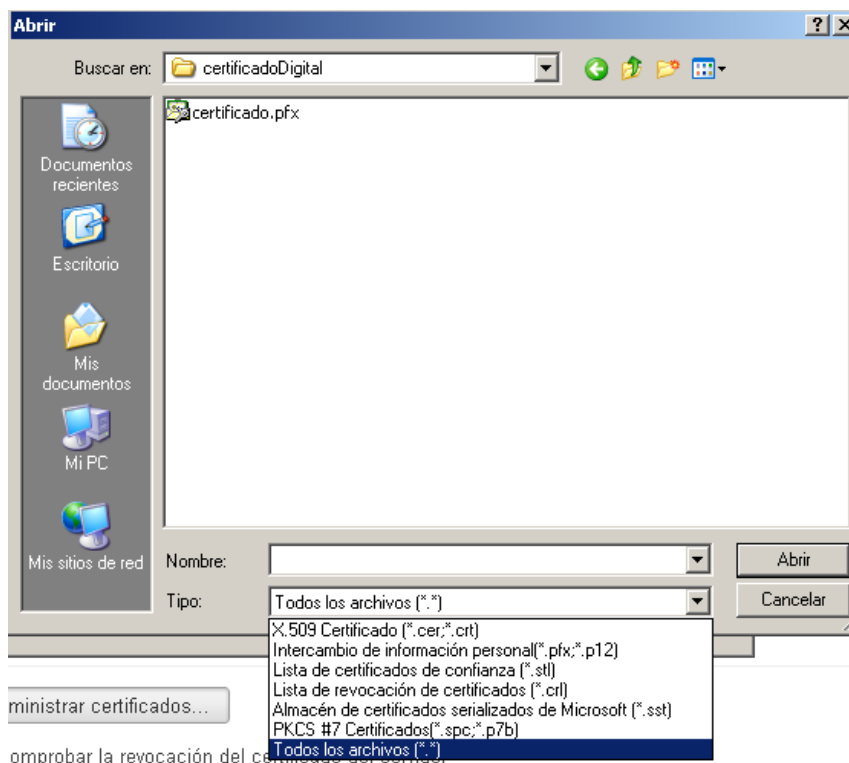 Abrir
Buscar en:
certificadoDigital
certificado.pfx
Documentos
recientes
Escritorio
Mis
documentos
Mi PC
Mis sitios de red
Nombre:
Abrir
Tipo:
Todos los archivos (*.*)
Cancelar
X.509 Certificado (*.cer;*.crt)
Intercambio de información personal(*.pfx;*.p12)
Lista de certificados de confianza (*.stl)
Lista de revocación de certificados (*.crl)
Almacén de certificados serializados de Microsoft (*.sst)
PKCS #7 Certificados(*.spc;*.p7b)
Todos los archivos (*.*)
ministrar certificados...
omprobar la revocación del